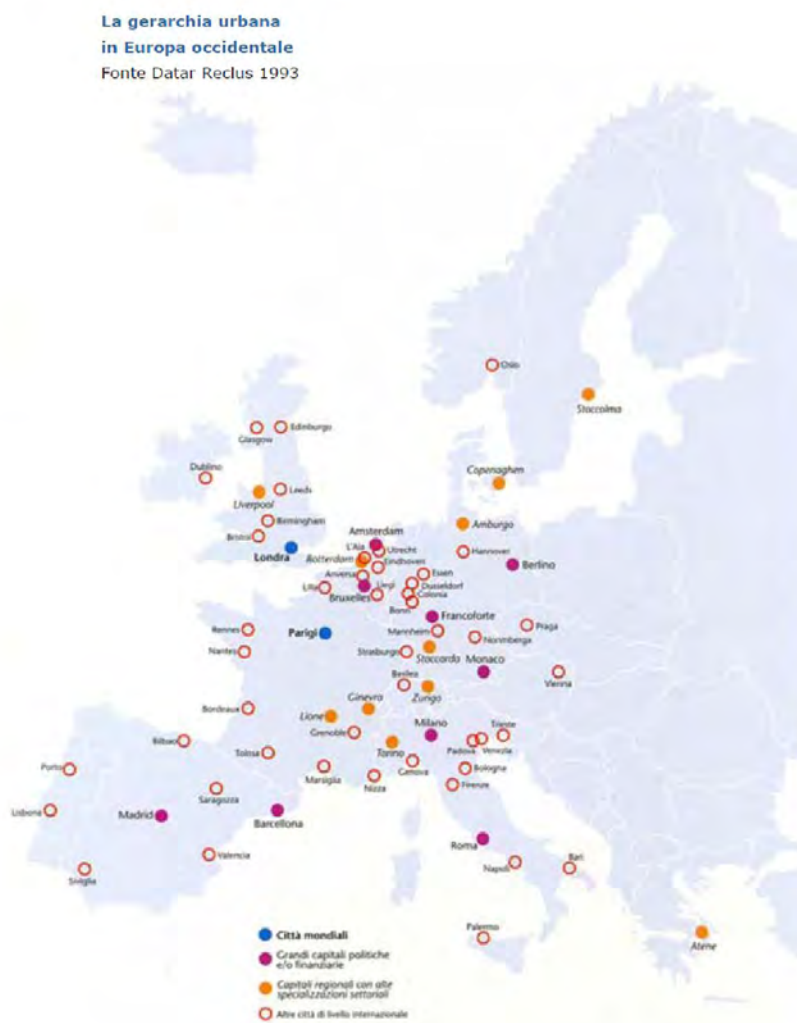 La gerarchia urbana
in Europa occidentale
Fonte Datar Reclus 1993
Oslo
Stoccolma
Glasgow
Edinburgo
Dublino
Copenaghen
Liverpool
Leeds
Birmingham
Amburgo
Bristol
Amsterdam
Londra
L'Aia
Utrecht
Hannover
Rotterdam
Eindhoven
Berlino
Anversa
Essen
Liegi
Dusseldorf
Lilla
Bruxelles
Colonia
Bonn
Francoforte
Rennes
Parigi
Mannheim
Norimberga
Praga
Nantes
Strasburgo
Stoccarda
Monaco
Basilea
Vienna
Ginevra
Zurigo
Bordeaux
Lione
Milano
Trieste
Grenoble
Bilbao
Tolosa
Torino
Padova
Venezia
Porto
Marsiglia
Genova
Bologna
Nizza
Firenze
Saragozza
Lisbona
Madrid
Barcellona
Roma
Valencia
Napoli
Bari
Siviglia
Palermo
Atene
Città mondiali
Grandi capitali politiche
e/o finanziarie
Capitali regionali con alte
specializzazioni settoriali
Altre città di livello internazionale